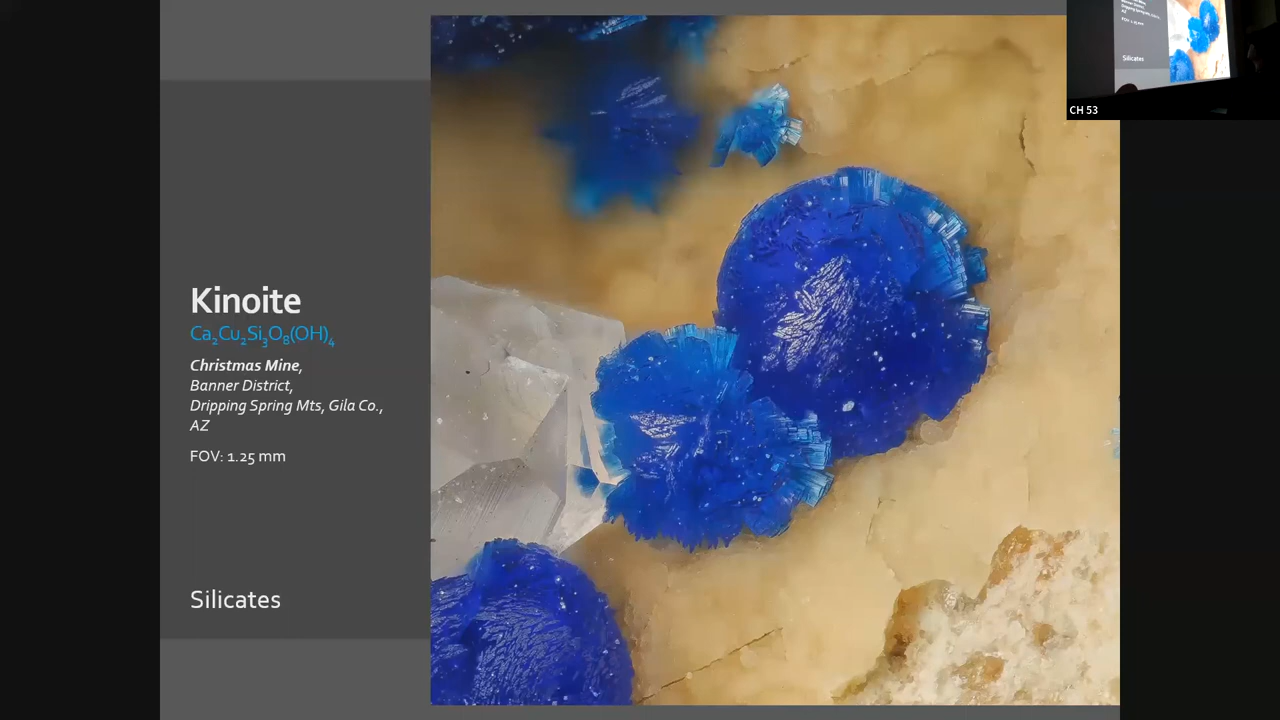 Kinoite
Ca₂Cu₂Si₃O₈(OH)₄
Christmas Mine,
Banner District,
Dripping Spring Mts, Gila Co.,
AZ
FOV: 1.25 mm
Silicates
CH 53
Silicates